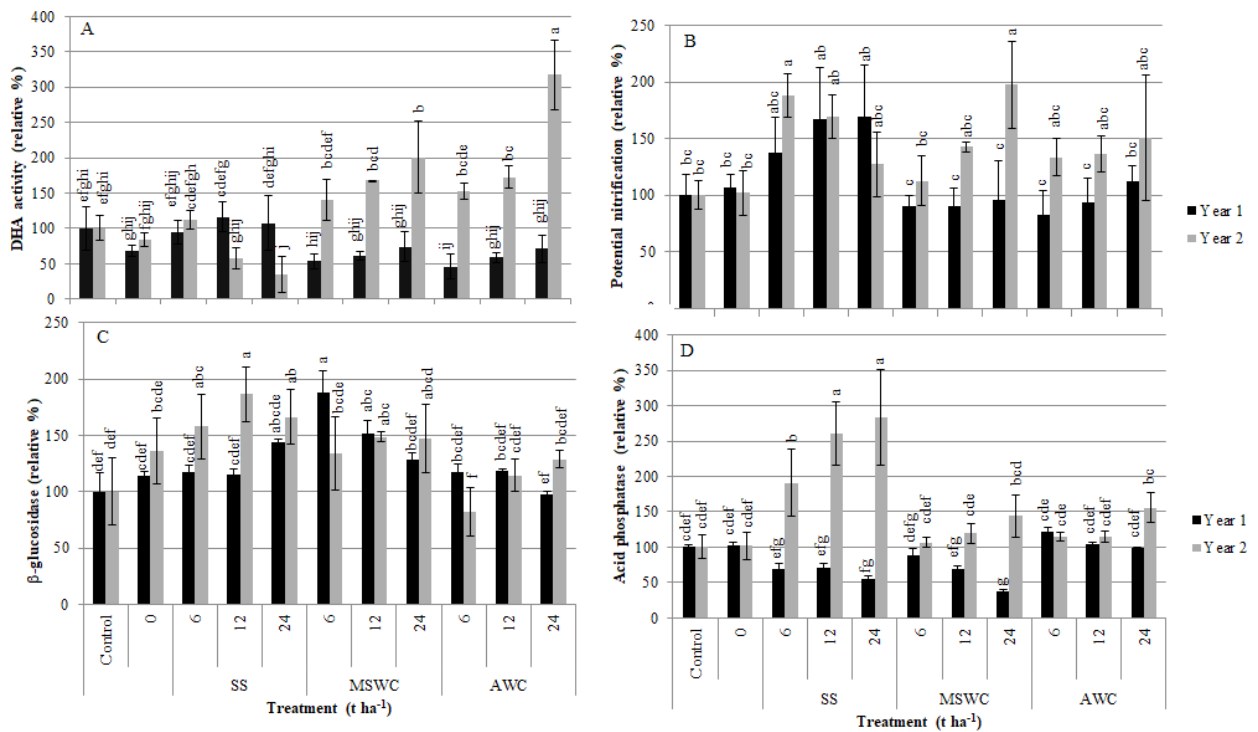 A
DHA activity (relative %)
400
350
300
250
200
150
100
50
0
efghi efghi ghij fghij efghij cdefgh cdefg ghij defghi j hij bcdef ghij bcd ghij b ij bcde ghij bc ghij a
B
Potential nitrification (relative %)
250
200
150
100
50
0
bc bc bc bc abc a ab ab ab abc c bc c abc c a c abc c abc bc abc
Year 1
Year 2
C
β-glucosidase (relative %)
250
200
150
100
50
0
def def cdef bcde cdef abc cdef a abcde ab a bcde abc abc bcdef abcd bcdef f bcdef cdef ef bcdef
Control 0 6 12 24 6 12 24 6 12 24
SS MSWC AWC
Treatment (t ha-1)
D
Acid phosphatase (relative %)
400
350
300
250
200
150
100
50
0
cdef cdef cdef cdef efg b efg a fg a defg cdef efg cde g bcd cde cde cdef cde cdef bc
Year 1
Year 2
Control 0 6 12 24 6 12 24 6 12 24
SS MSWC AWC
Treatment (t ha-1)